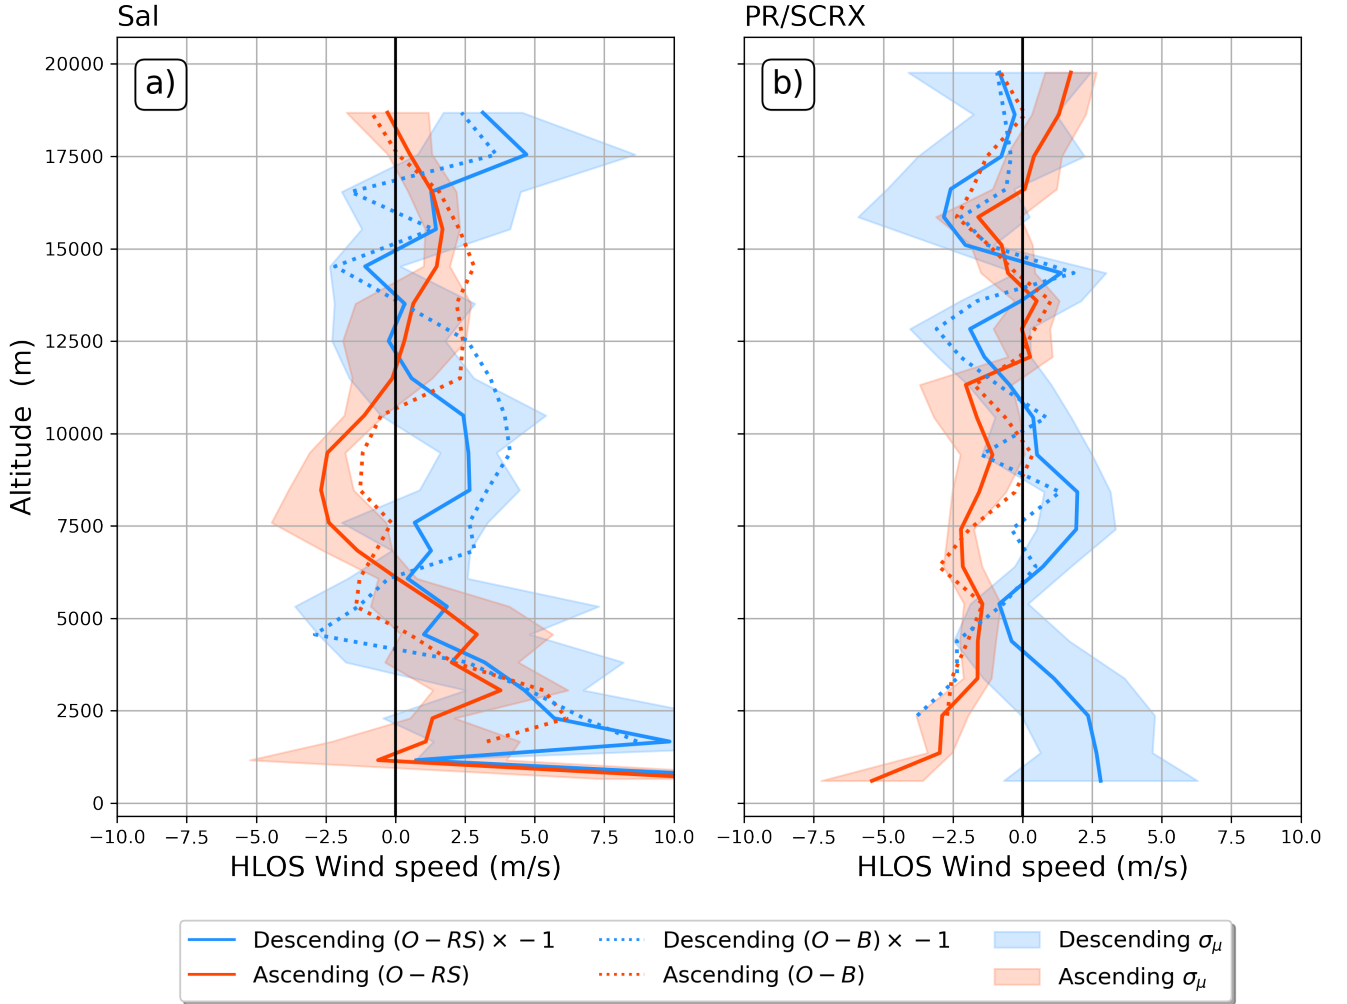 Sal
PR/SCRX
a)
b)
Altitude (m)
20000
17500
15000
12500
10000
7500
5000
2500
0
−10.0 −7.5 −5.0 −2.5 0.0 2.5 5.0 7.5 10.0
−10.0 −7.5 −5.0 −2.5 0.0 2.5 5.0 7.5 10.0
HLOS Wind speed (m/s)
HLOS Wind speed (m/s)
Descending (O − RS) × − 1
Descending (O − B) × − 1
Descending σμ
Ascending (O − RS)
Ascending (O − B)
Ascending σμ